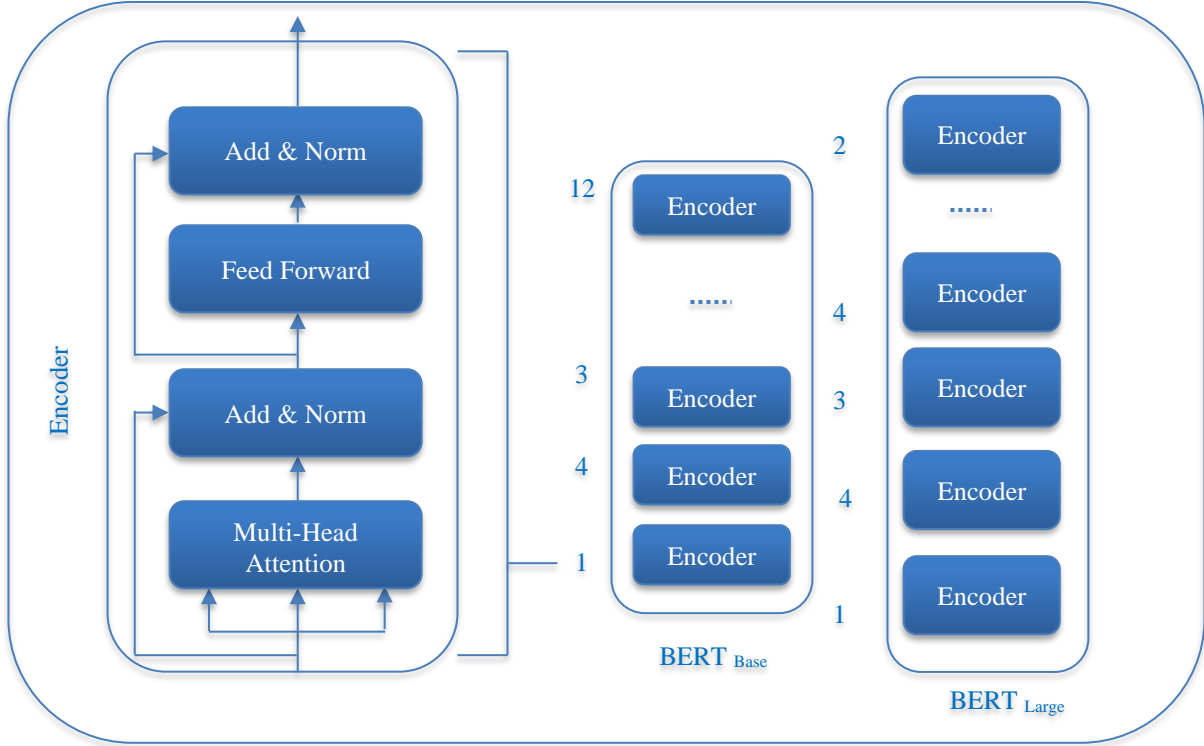 Encoder
Add & Norm
Feed Forward
Add & Norm
Multi-Head
Attention
12
Encoder
......
3
Encoder
4
Encoder
1
Encoder
BERT Base
2
Encoder
......
4
Encoder
3
Encoder
4
Encoder
1
Encoder
BERT Large